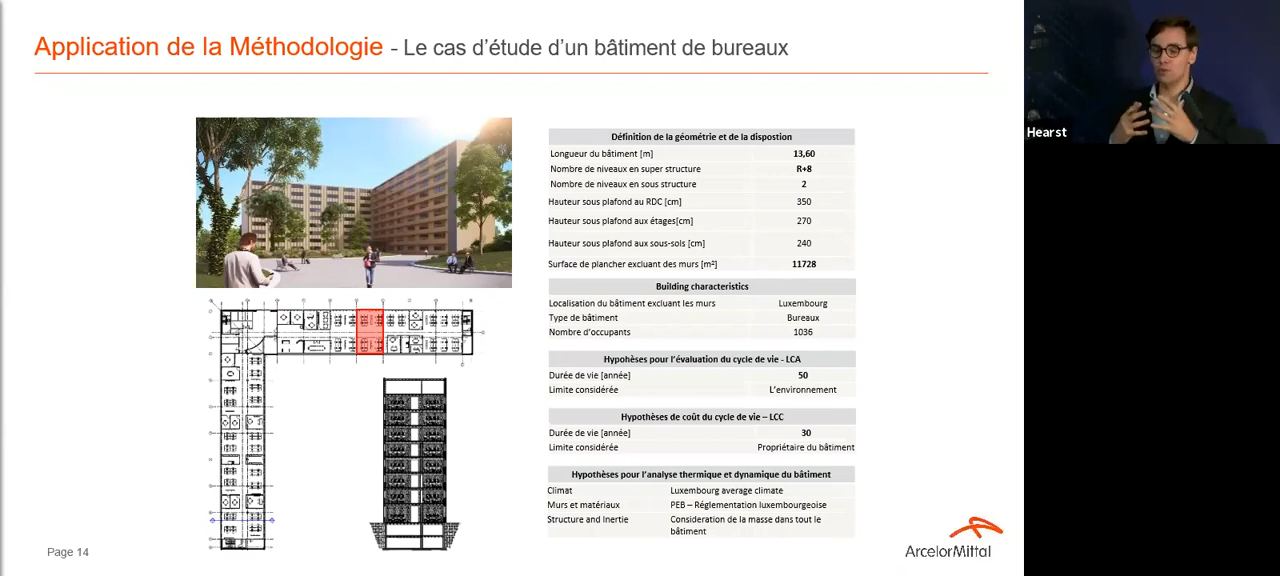 Application de la Méthodologie - Le cas d'étude d'un bâtiment de bureaux
Définition de la géométrie et de la dispostion
Longueur du bâtiment [m] 13,60
Nombre de niveaux en super structure R+8
Nombre de niveaux en sous structure 2
Hauteur sous plafond au RDC [cm] 350
Hauteur sous plafond aux étages[cm] 270
Hauteur sous plafond aux sous-sols [cm] 240
Surface de plancher excluant des murs [m²] 11728
Building characteristics
Localisation du bâtiment excluant les murs Luxembourg
Type de bâtiment Bureaux
Nombre d'occupants 1036
Hypohèses pour l'évaluation du cycle de vie - LCA
Durée de vie [année] 50
Limite considérée L'environnement
Hypothèses de coût du cycle de vie – LCC
Durée de vie [année] 30
Limite considérée Propriétaire du bâtiment
Hypothèses pour l'analyse thermique et dynamique du bâtiment
Climat Luxembourg average climate
Murs et matériaux PEB – Réglementation luxembourgeoise
Structure and Inertie Consideration de la masse dans tout le
bâtiment
Page 14
ArcelorMittal
Hearst